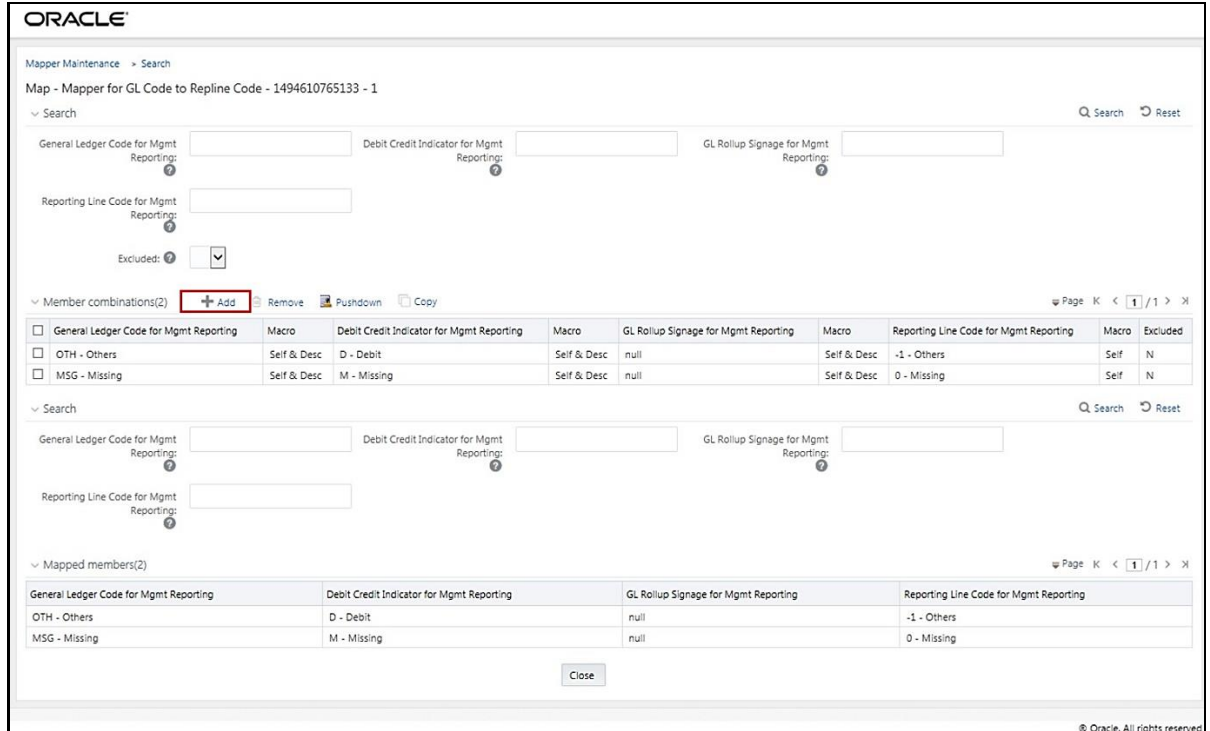 ORACLE
Mapper Maintenance » Search
Map - Mapper for GL Code to Repline Code - 1494610765133 - 1
Search Search Reset
General Ledger Code for Mgmt Reporting: Debit Credit Indicator for Mgmt Reporting: GL Rollup Signage for Mgmt Reporting:
Reporting Line Code for Mgmt Reporting:
Excluded:
Member combinations(2) Add Remove Pushdown Copy Page 1 / 1
General Ledger Code for Mgmt Reporting Macro Debit Credit Indicator for Mgmt Reporting Macro GL Rollup Signage for Mgmt Reporting Macro Reporting Line Code for Mgmt Reporting Macro Excluded
OTH - Others Self & Desc D - Debit Self & Desc null Self & Desc -1 - Others Self N
MSG - Missing Self & Desc M - Missing Self & Desc null Self & Desc 0 - Missing Self N
Search Search Reset
General Ledger Code for Mgmt Reporting: Debit Credit Indicator for Mgmt Reporting: GL Rollup Signage for Mgmt Reporting:
Reporting Line Code for Mgmt Reporting:
Mapped members(2) Page 1 / 1
General Ledger Code for Mgmt Reporting Debit Credit Indicator for Mgmt Reporting GL Rollup Signage for Mgmt Reporting Reporting Line Code for Mgmt Reporting
OTH - Others D - Debit null -1 - Others
MSG - Missing M - Missing null 0 - Missing
Close
© Oracle. All rights reserved